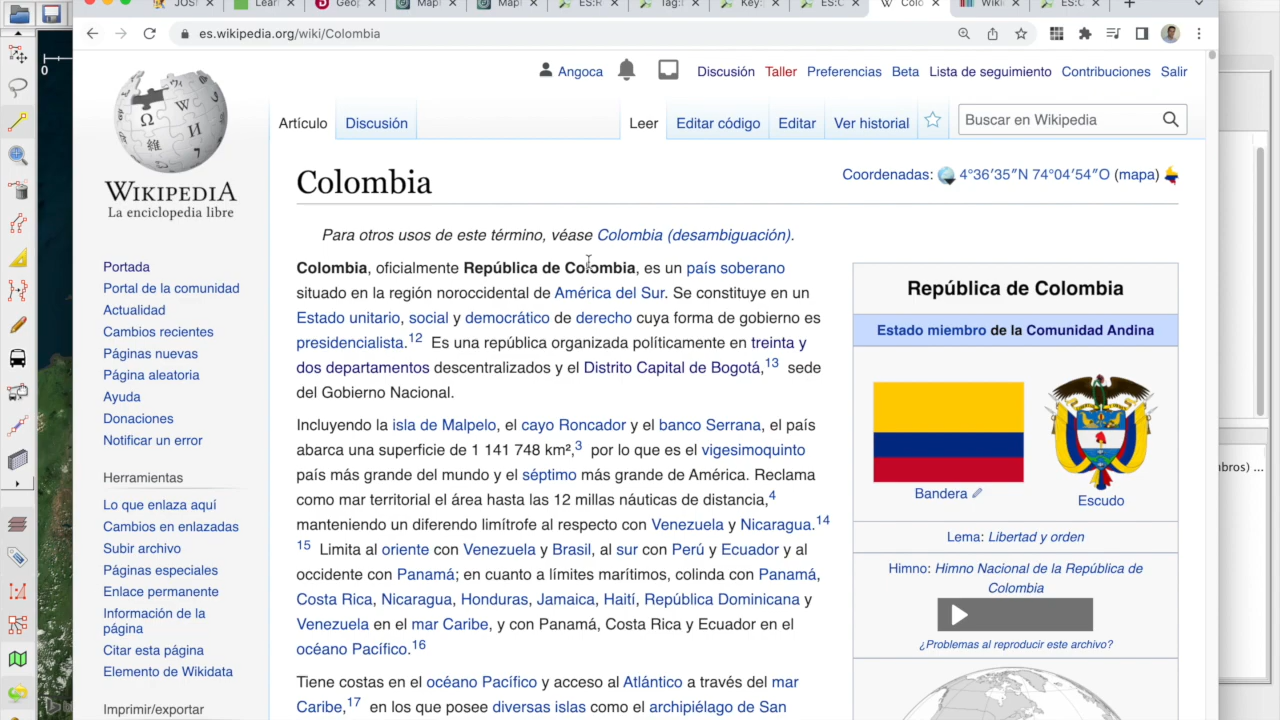 JOS
Learn
Geop
Map
Map
ES:R
Tag:
Key:
ES:C
Colo
Wiki
ES:C
es.wikipedia.org/wiki/Colombia
0
Angoca
Discusión
Taller
Preferencias
Beta
Lista de seguimiento
Contribuciones
Salir
Artículo
Discusión
Leer
Editar código
Editar
Ver historial
Buscar en Wikipedia
WIKIPEDIA
La enciclopedia libre
Colombia
Coordenadas: 4°36′35″N 74°04′54″O (mapa)
Para otros usos de este término, véase Colombia (desambiguación).
Colombia, oficialmente República de Colombia, es un país soberano
situado en la región noroccidental de América del Sur. Se constituye en un
Estado unitario, social y democrático de derecho cuya forma de gobierno es
presidencialista.12 Es una república organizada políticamente en treinta y
dos departamentos descentralizados y el Distrito Capital de Bogotá,13 sede
del Gobierno Nacional.
Incluyendo la isla de Malpelo, el cayo Roncador y el banco Serrana, el país
abarca una superficie de 1 141 748 km²,3 por lo que es el vigesimoquinto
país más grande del mundo y el séptimo más grande de América. Reclama
como mar territorial el área hasta las 12 millas náuticas de distancia,4
manteniendo un diferendo limítrofe al respecto con Venezuela y Nicaragua.14
15 Limita al oriente con Venezuela y Brasil, al sur con Perú y Ecuador y al
occidente con Panamá; en cuanto a límites marítimos, colinda con Panamá,
Costa Rica, Nicaragua, Honduras, Jamaica, Haití, República Dominicana y
Venezuela en el mar Caribe, y con Panamá, Costa Rica y Ecuador en el
océano Pacífico.16
Tiene costas en el océano Pacífico y acceso al Atlántico a través del mar
Caribe,17 en los que posee diversas islas como el archipiélago de San
República de Colombia
Estado miembro de la Comunidad Andina
Bandera
Escudo
Lema: Libertad y orden
Himno: Himno Nacional de la República de
Colombia
¿Problemas al reproducir este archivo?
Portada
Portal de la comunidad
Actualidad
Cambios recientes
Páginas nuevas
Página aleatoria
Ayuda
Donaciones
Notificar un error
Herramientas
Lo que enlaza aquí
Cambios en enlazadas
Subir archivo
Páginas especiales
Enlace permanente
Información de la
página
Citar esta página
Elemento de Wikidata
Imprimir/exportar
bros) ...